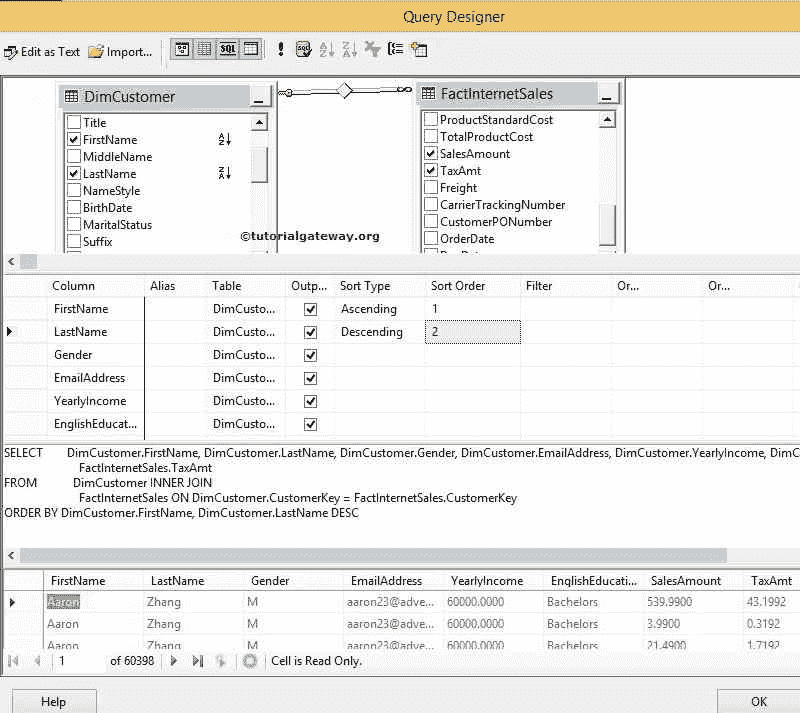 Query Designer
Edit as Text Import... SQL SQL
DimCustomer
Title
FirstName
MiddleName
LastName
NameStyle
BirthDate
MaritalStatus
Suffix
FactInternetSales
ProductStandardCost
TotalProductCost
SalesAmount
TaxAmt
Freight
CarrierTrackingNumber
CustomerPONumber
OrderDate
©tutorialgateway.org
Column Alias Table Outp... Sort Type Sort Order Filter Or... Or...
FirstName DimCusto... Ascending 1
LastName DimCusto... Descending 2
Gender DimCusto...
EmailAddress DimCusto...
YearlyIncome DimCusto...
EnglishEducat... DimCusto...
SELECT DimCustomer.FirstName, DimCustomer.LastName, DimCustomer.Gender, DimCustomer.EmailAddress, DimCustomer.YearlyIncome, DimC
FactInternetSales.TaxAmt
FROM DimCustomer INNER JOIN
FactInternetSales ON DimCustomer.CustomerKey = FactInternetSales.CustomerKey
ORDER BY DimCustomer.FirstName, DimCustomer.LastName DESC
FirstName LastName Gender EmailAddress YearlyIncome EnglishEducati... SalesAmount TaxAmt
Aaron Zhang M aaron23@adve... 60000.0000 Bachelors 539.9900 43.1992
Aaron Zhang M aaron23@adve... 60000.0000 Bachelors 3.9900 0.3192
Aaron Zhang M aaron23@adve... 60000.0000 Bachelors 21.4900 1.7192
1 of 60398 Cell is Read Only.
Help OK